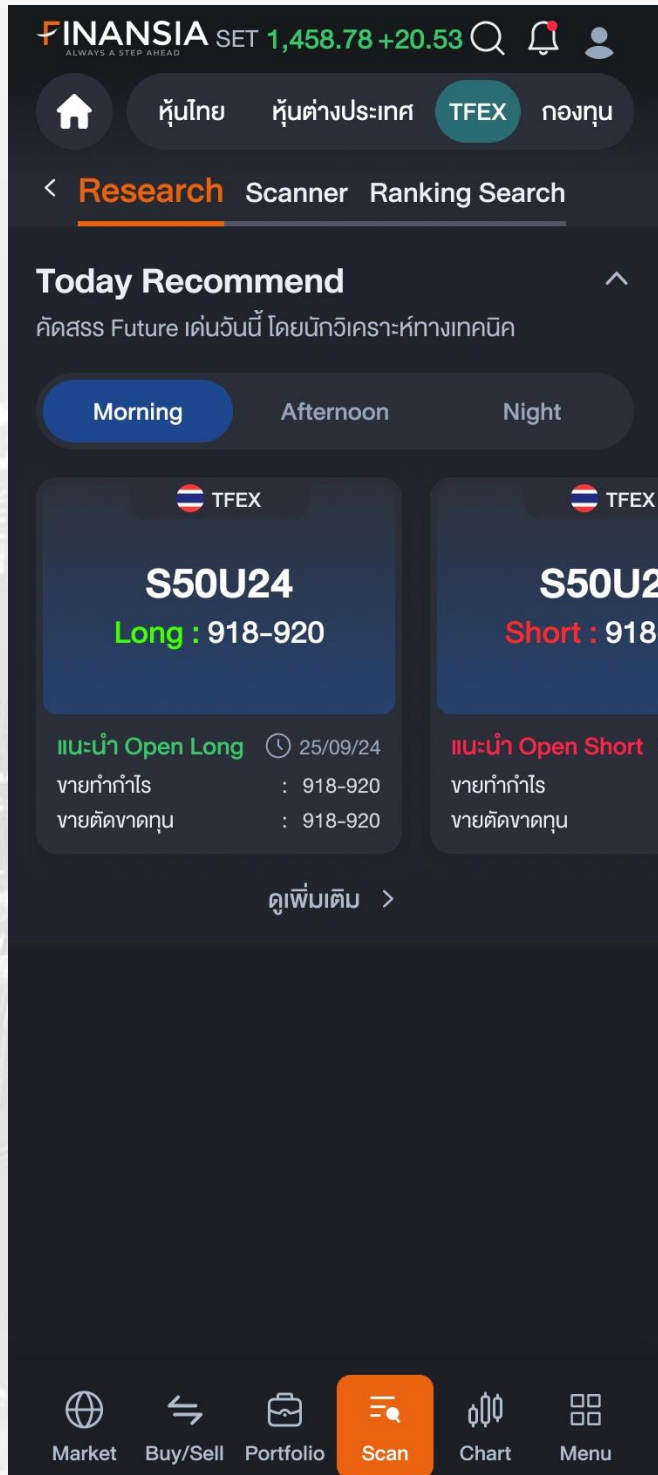 FINANSIA SET 1,458.78 +20.53
ALWAYS A STEP AHEAD
หุ้นไทย หุ้นต่างประเทศ TFEX กองทุน
Research Scanner Ranking Search
Today Recommend
คัดสรร Future เด่นวันนี้ โดยนักวิเคราะห์ทางเทคนิค
Morning Afternoon Night
TFEX
S50U24
Long : 918-920
แนะนำ Open Long 25/09/24
ขายทำกำไร : 918-920
ขายตัดขาดทุน : 918-920
TFEX
S50U2
Short : 918
แนะนำ Open Short
ขายทำกำไร
ขายตัดขาดทุน
ดูเพิ่มเติม >
Market Buy/Sell Portfolio Scan Chart Menu